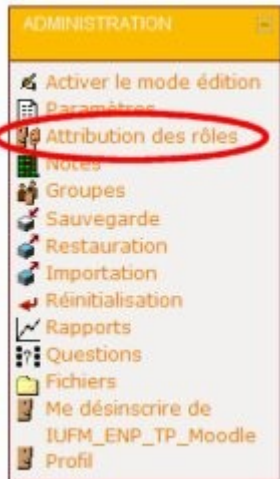 ADMINISTRATION
Activer le mode édition
Paramètres
Attribution des rôles
Notes
Groupes
Sauvegarde
Restauration
Importation
Réinitialisation
Rapports
Questions
Fichiers
Me désinscrire de
IUFM_ENP_TP_Moodle
Profil